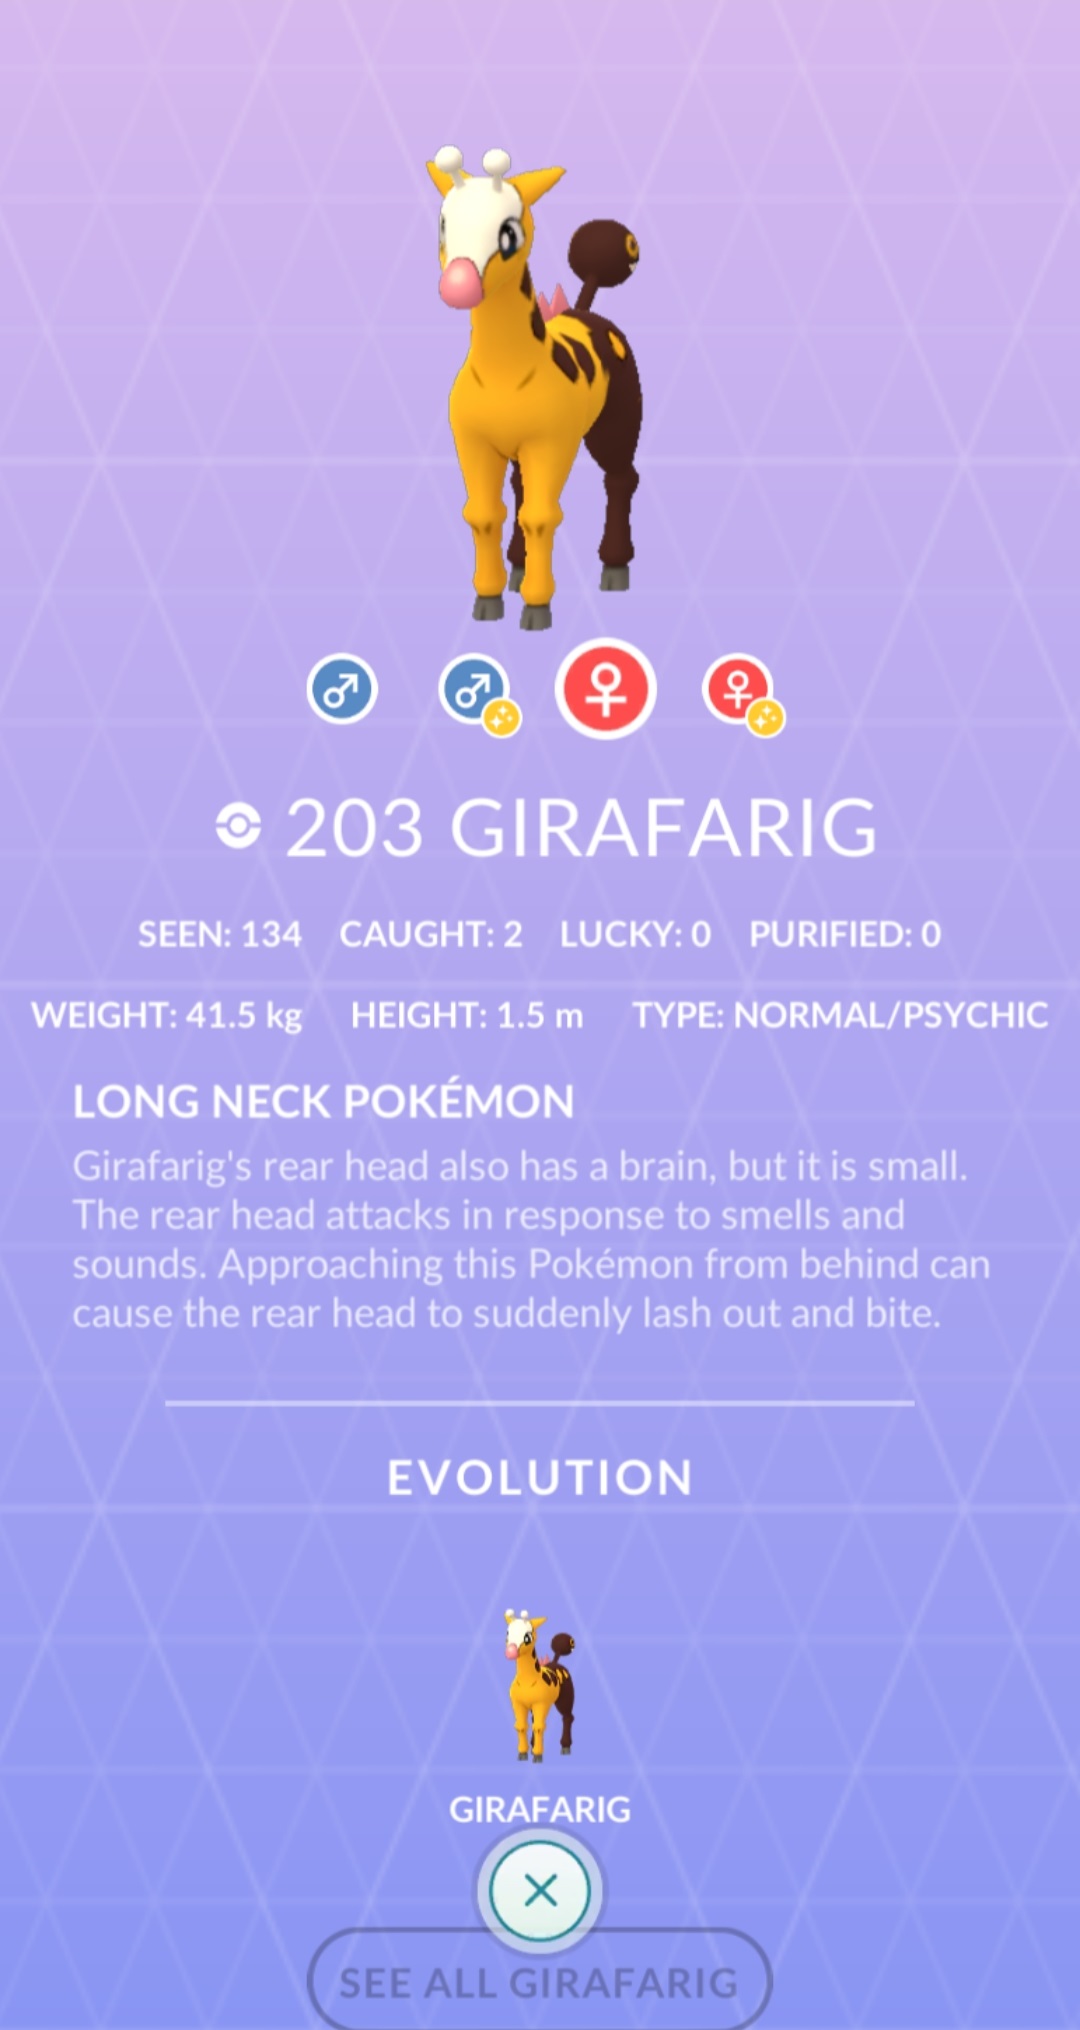 203 GIRAFARIG
SEEN: 134 CAUGHT: 2 LUCKY: 0 PURIFIED: 0
WEIGHT: 41.5 kg HEIGHT: 1.5 m TYPE: NORMAL/PSYCHIC
LONG NECK POKÉMON
Girafarig's rear head also has a brain, but it is small.
The rear head attacks in response to smells and
sounds. Approaching this Pokémon from behind can
cause the rear head to suddenly lash out and bite.
EVOLUTION
GIRAFARIG
SEE ALL GIRAFARIG